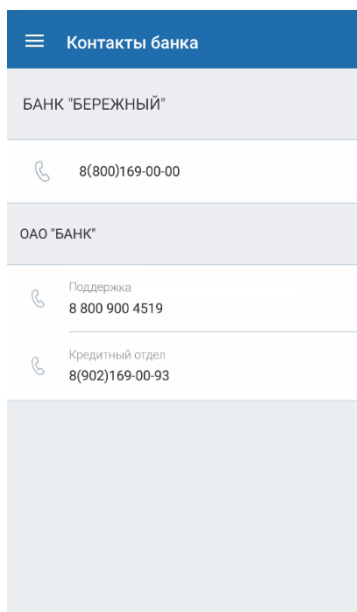 Контакты банка
БАНК "БЕРЕЖНЫЙ"
8(800)169-00-00
ОАО "БАНК"
Поддержка
8 800 900 4519
Кредитный отдел
8(902)169-00-93